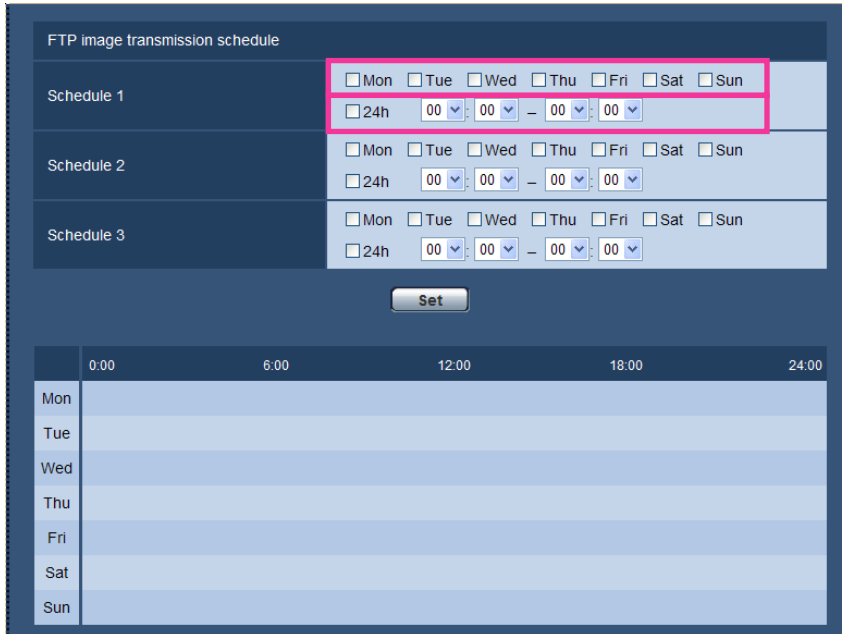 FTP image transmission schedule
Schedule 1
Mon Tue Wed Thu Fri Sat Sun
24h 00 : 00 – 00 : 00
Schedule 2
Mon Tue Wed Thu Fri Sat Sun
24h 00 : 00 – 00 : 00
Schedule 3
Mon Tue Wed Thu Fri Sat Sun
24h 00 : 00 – 00 : 00
Set
0:00 6:00 12:00 18:00 24:00
Mon
Tue
Wed
Thu
Fri
Sat
Sun